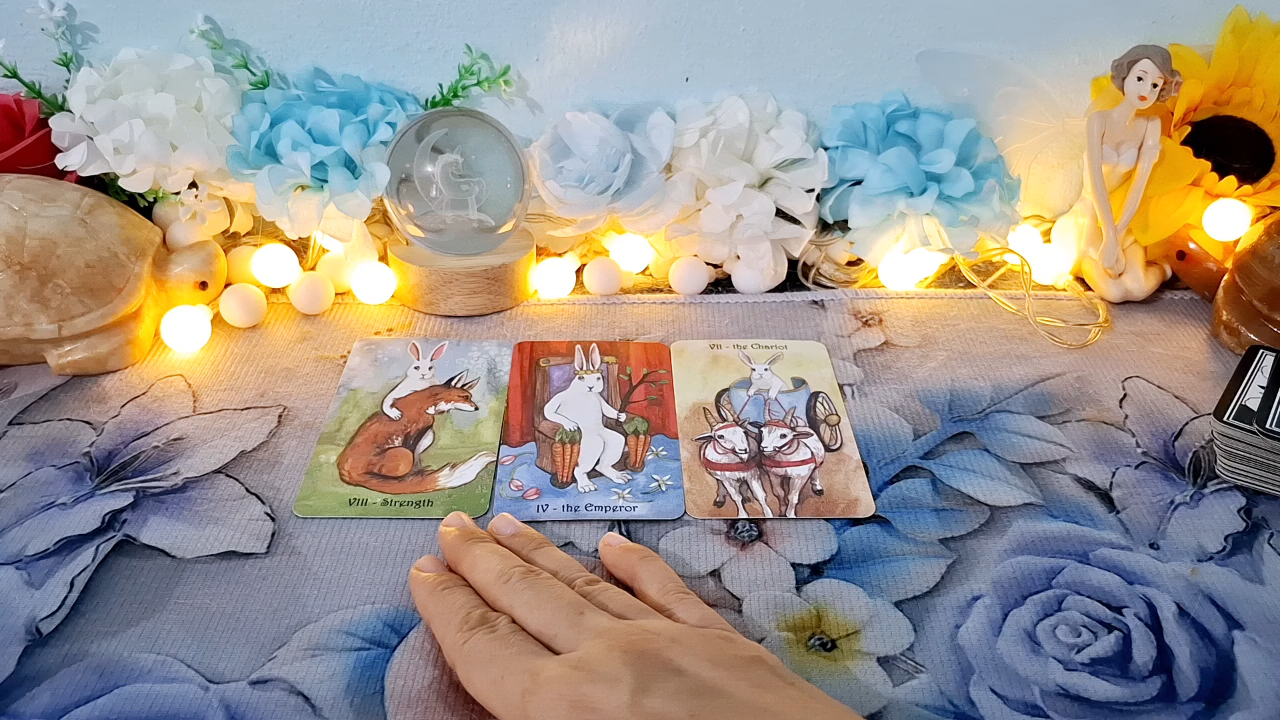 VIII - Strength
IV - the Emperor
VII - the Chariot